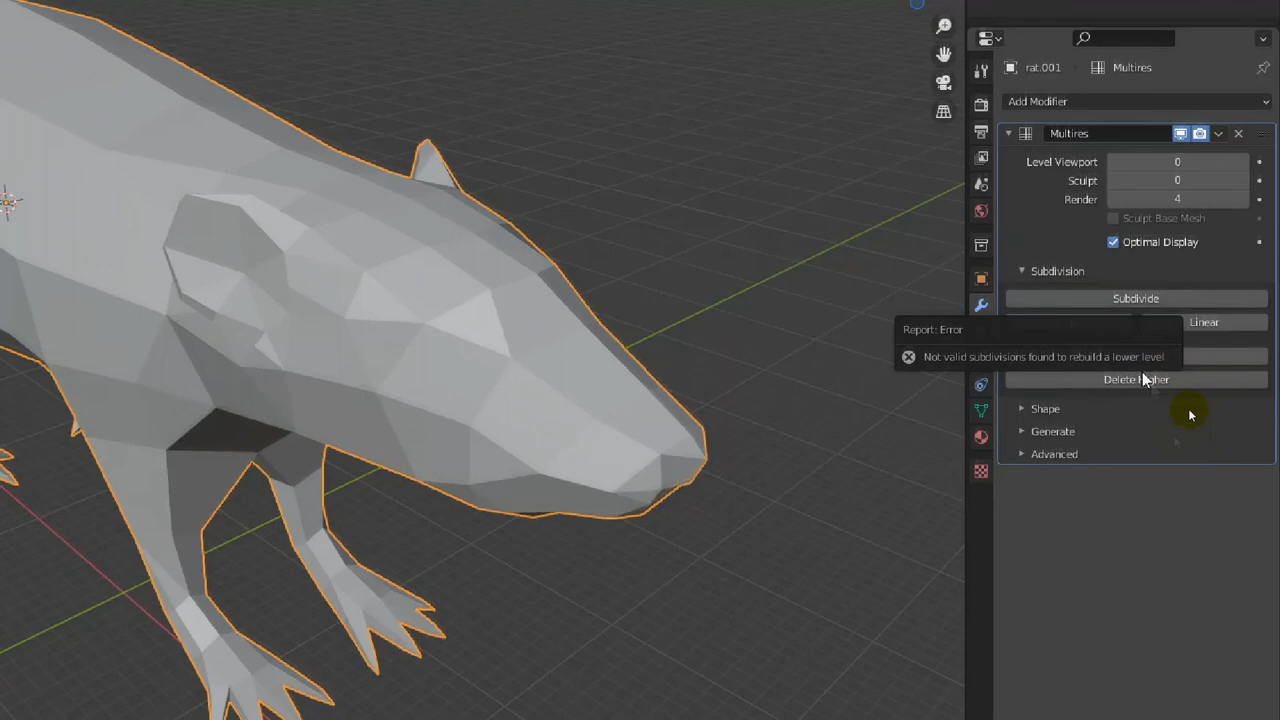 rat.001 Multires
Add Modifier
Multires
Level Viewport 0
Sculpt 0
Render 4
Sculpt Base Mesh
Optimal Display
Subdivision
Subdivide
Linear
Report: Error
Not valid subdivisions found to rebuild a lower level
Delete Higher
Shape
Generate
Advanced